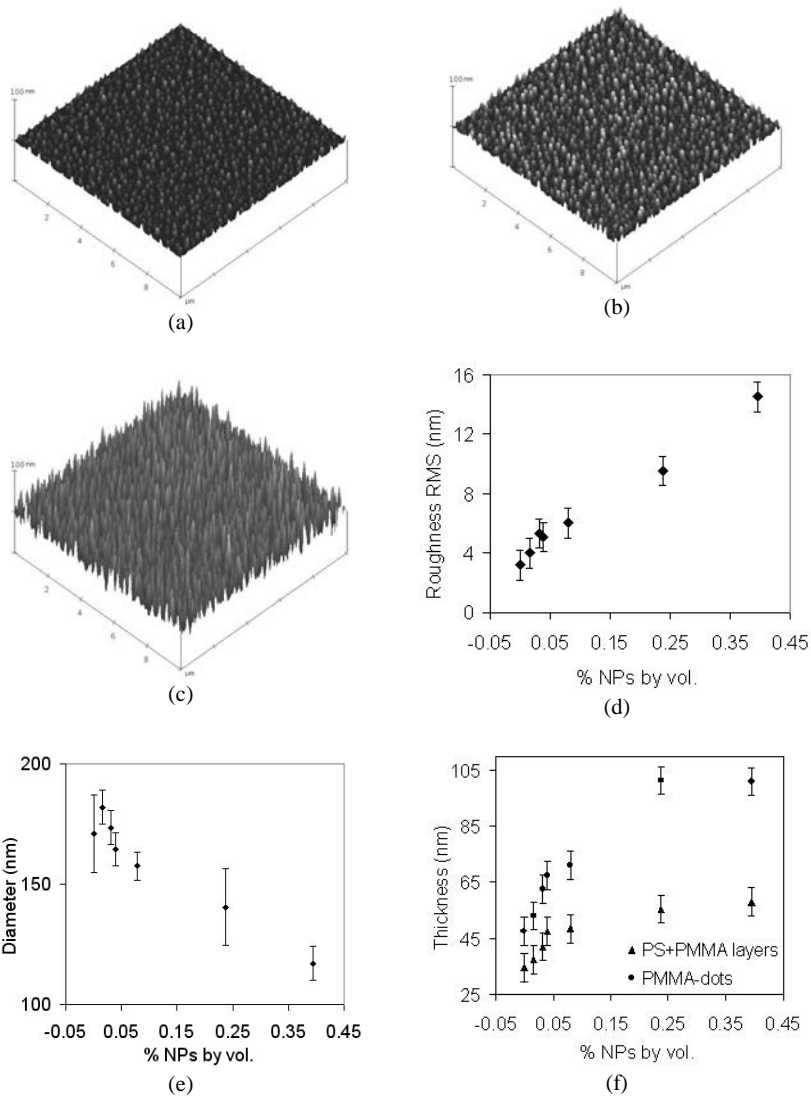 100 nm
2
4
6
8
µm
(a)
100 nm
2
4
6
8
µm
(b)
100 nm
2
4
6
8
µm
(c)
16
12
8
4
0
Roughness RMS (nm)
-0.05 0.05 0.15 0.25 0.35 0.45
% NPs by vol.
(d)
200
150
100
Diameter (nm)
-0.05 0.05 0.15 0.25 0.35 0.45
% NPs by vol.
(e)
105
85
65
45
25
Thickness (nm)
PS+PMMA layers
PMMA-dots
-0.05 0.05 0.15 0.25 0.35 0.45
% NPs by vol.
(f)